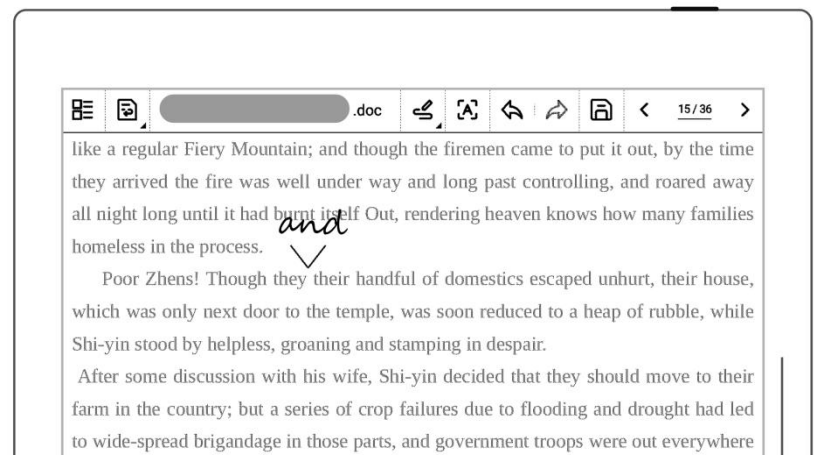 .doc
15 / 36
like a regular Fiery Mountain; and though the firemen came to put it out, by the time
they arrived the fire was well under way and long past controlling, and roared away
all night long until it had burnt itself Out, rendering heaven knows how many families
and
homeless in the process.
Poor Zhens! Though they their handful of domestics escaped unhurt, their house,
which was only next door to the temple, was soon reduced to a heap of rubble, while
Shi-yin stood by helpless, groaning and stamping in despair.
After some discussion with his wife, Shi-yin decided that they should move to their
farm in the country; but a series of crop failures due to flooding and drought had led
to wide-spread brigandage in those parts, and government troops were out everywhere